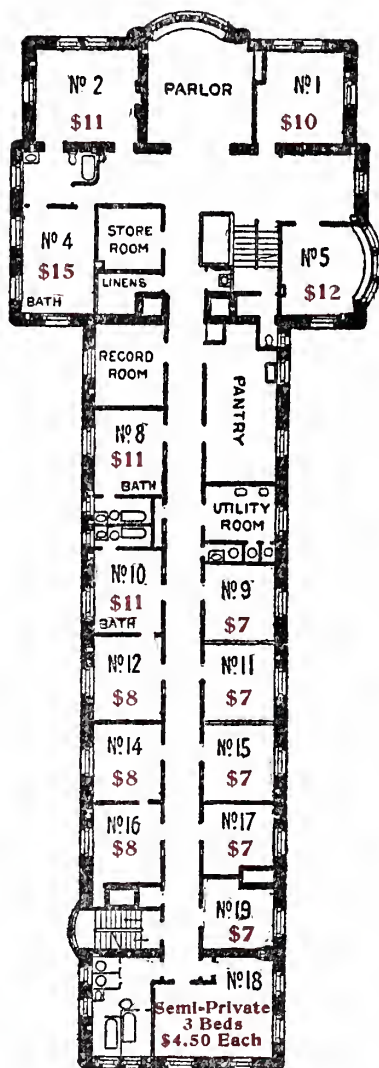 Nº 2
$11
PARLOR
Nº 1
$10
Nº 4
$15
BATH
STORE
ROOM
LINENS
Nº 5
$12
RECORD
ROOM
PANTRY
Nº 8
$11
BATH
UTILITY
ROOM
Nº 10
$11
BATH
Nº 9
$7
Nº 12
$8
Nº 11
$7
Nº 14
$8
Nº 15
$7
Nº 16
$8
Nº 17
$7
Nº 19
$7
Nº 18
Semi-Private
3 Beds
$4.50 Each